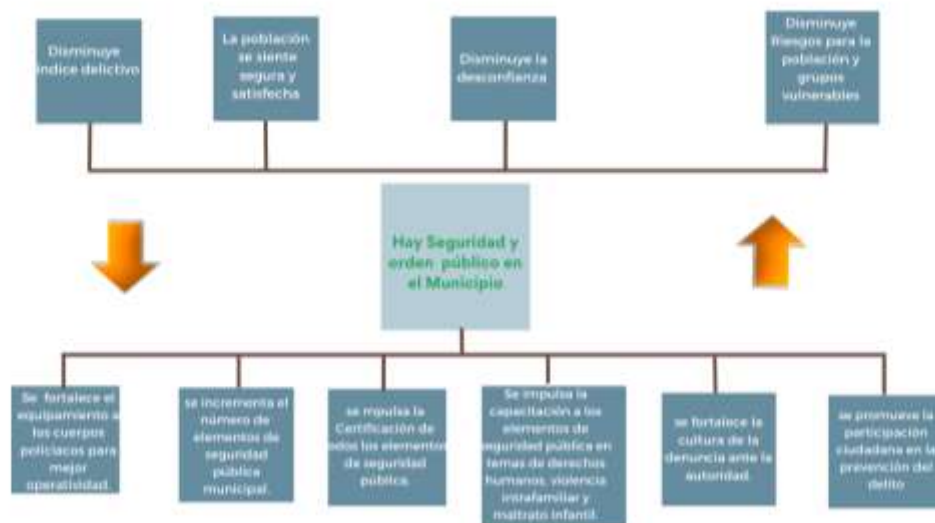 Disminuye
índice delictivo
La población
se siente
segura y
satisfecha
Disminuye la
desconfianza
Disminuye
Riesgos para la
población y
grupos
vulnerables
Hay Seguridad y
orden público en
el Municipio
Se fortalece el
equipamiento a
los cuerpos
policiacos para
mejor
operatividad.
se incrementa el
número de
elementos de
seguridad
pública
municipal.
se mpulsa la
Certificación de
odos los elementos
de seguridad
pública.
Se impulsa la
capacitación a los
elementos de
seguridad pública en
temas de derechos
humanos, violencia
intrafamiliar y
maltrato infantil.
se fortalece la
cultura de la
denuncia ante la
autoridad.
se promueve la
participación
ciudadana en la
prevención del
delito